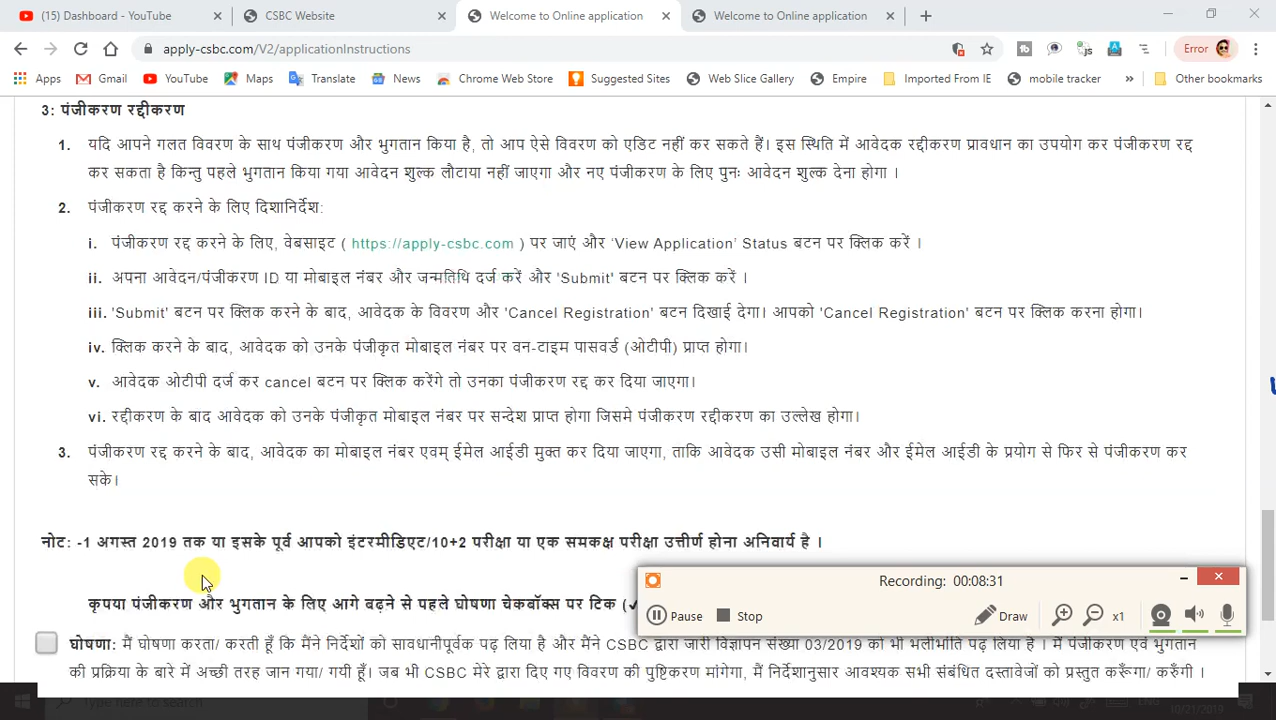 (15) Dashboard - YouTube
CSBC Website
Welcome to Online application
Welcome to Online application
apply-csbc.com/V2/applicationInstructions
Error
Apps Gmail YouTube Maps Translate News Chrome Web Store Suggested Sites Web Slice Gallery Empire Imported From IE mobile tracker » Other bookmarks
3: पंजीकरण रद्दीकरण
1. यदि आपने गलत विवरण के साथ पंजीकरण और भुगतान किया है, तो आप ऐसे विवरण को एडिट नहीं कर सकते हैं। इस स्थिति में आवेदक रद्दीकरण प्रावधान का उपयोग कर पंजीकरण रद्द
कर सकता है किन्तु पहले भुगतान किया गया आवेदन शुल्क लौटाया नहीं जाएगा और नए पंजीकरण के लिए पुनः आवेदन शुल्क देना होगा ।
2. पंजीकरण रद्द करने के लिए दिशानिर्देश:
i. पंजीकरण रद्द करने के लिए, वेबसाइट ( https://apply-csbc.com ) पर जाएं और ‘View Application’ Status बटन पर क्लिक करें ।
ii. अपना आवेदन/पंजीकरण ID या मोबाइल नंबर और जन्मतिथि दर्ज करें और 'Submit' बटन पर क्लिक करें ।
iii. 'Submit' बटन पर क्लिक करने के बाद, आवेदक के विवरण और 'Cancel Registration' बटन दिखाई देगा। आपको 'Cancel Registration' बटन पर क्लिक करना होगा।
iv. क्लिक करने के बाद, आवेदक को उनके पंजीकृत मोबाइल नंबर पर वन-टाइम पासवर्ड (ओटीपी) प्राप्त होगा।
v. आवेदक ओटीपी दर्ज कर cancel बटन पर क्लिक करेंगे तो उनका पंजीकरण रद्द कर दिया जाएगा।
vi. रद्दीकरण के बाद आवेदक को उनके पंजीकृत मोबाइल नंबर पर सन्देश प्राप्त होगा जिसमे पंजीकरण रद्दीकरण का उल्लेख होगा।
3. पंजीकरण रद्द करने के बाद, आवेदक का मोबाइल नंबर एवम् ईमेल आईडी मुक्त कर दिया जाएगा, ताकि आवेदक उसी मोबाइल नंबर और ईमेल आईडी के प्रयोग से फिर से पंजीकरण कर
सके।
नोट: -1 अगस्त 2019 तक या इसके पूर्व आपको इंटरमीडिएट/10+2 परीक्षा या एक समकक्ष परीक्षा उत्तीर्ण होना अनिवार्य है ।
Recording: 00:08:31
कृपया पंजीकरण और भुगतान के लिए आगे बढ़ने से पहले घोषणा चेकबॉक्स पर टिक (✓
Pause Stop Draw x1
घोषणा: मैं घोषणा करता/ करती हूँ कि मैंने निर्देशों को सावधानीपूर्वक पढ़ लिया है और मैंने CSBC द्वारा जारी विज्ञापन संख्या 03/2019 को भी भलीभांति पढ़ लिया है । मैं पंजीकरण एवं भुगतान
की प्रक्रिया के बारे में अच्छी तरह जान गया/ गयी हूँ। जब भी CSBC मेरे द्वारा दिए गए विवरण की पुष्टिकरण मांगेगा, मैं निर्देशानुसार आवश्यक सभी संबंधित दस्तावेजों को प्रस्तुत करूँगा/ करुँगी ।
Type here to search
ENG
10/21/2019